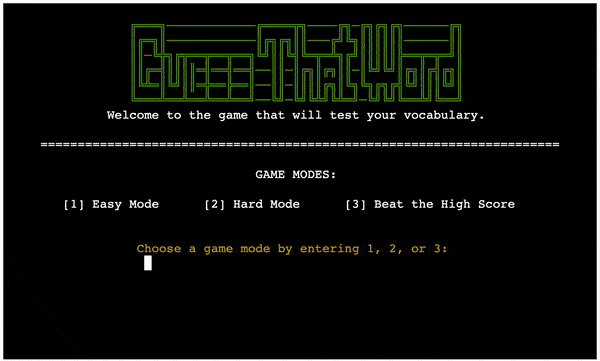 Guess That Word
Welcome to the game that will test your vocabulary.
======================================================================
GAME MODES:
[1] Easy Mode [2] Hard Mode [3] Beat the High Score
Choose a game mode by entering 1, 2, or 3: